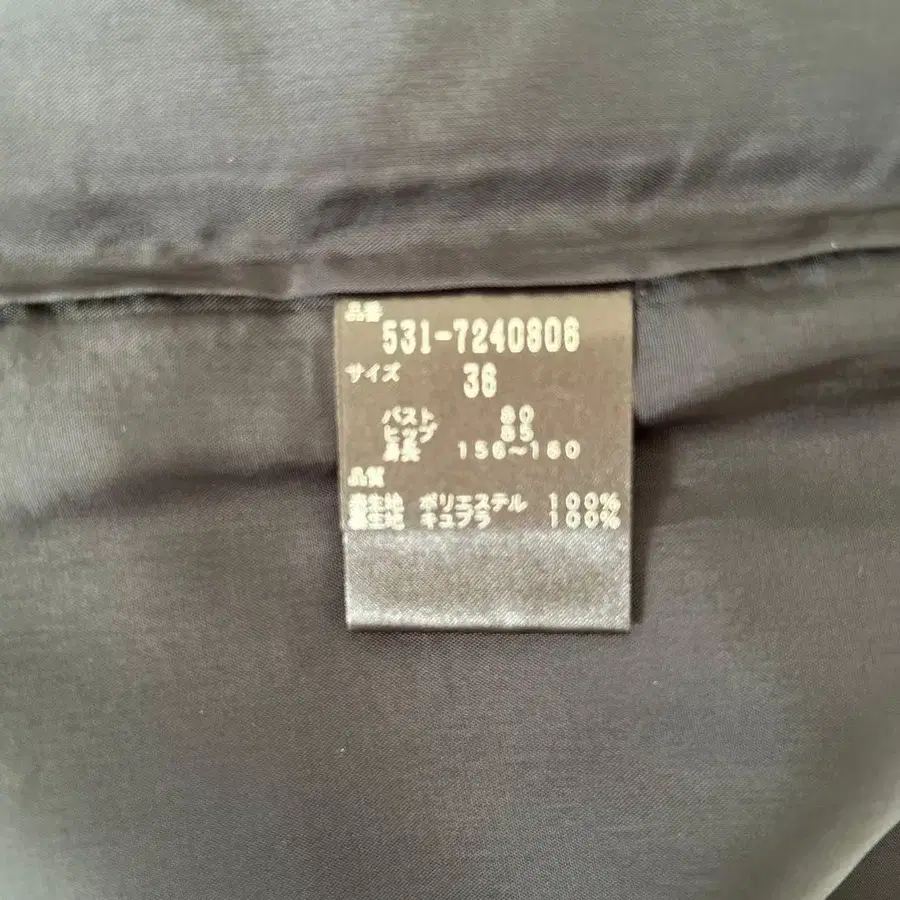 品番
531-7240806
サイズ 36
バスト 80
ヒップ 85
身長 156~160
品質
表生地 ポリエステル 100%
裏生地 キュプラ 100%